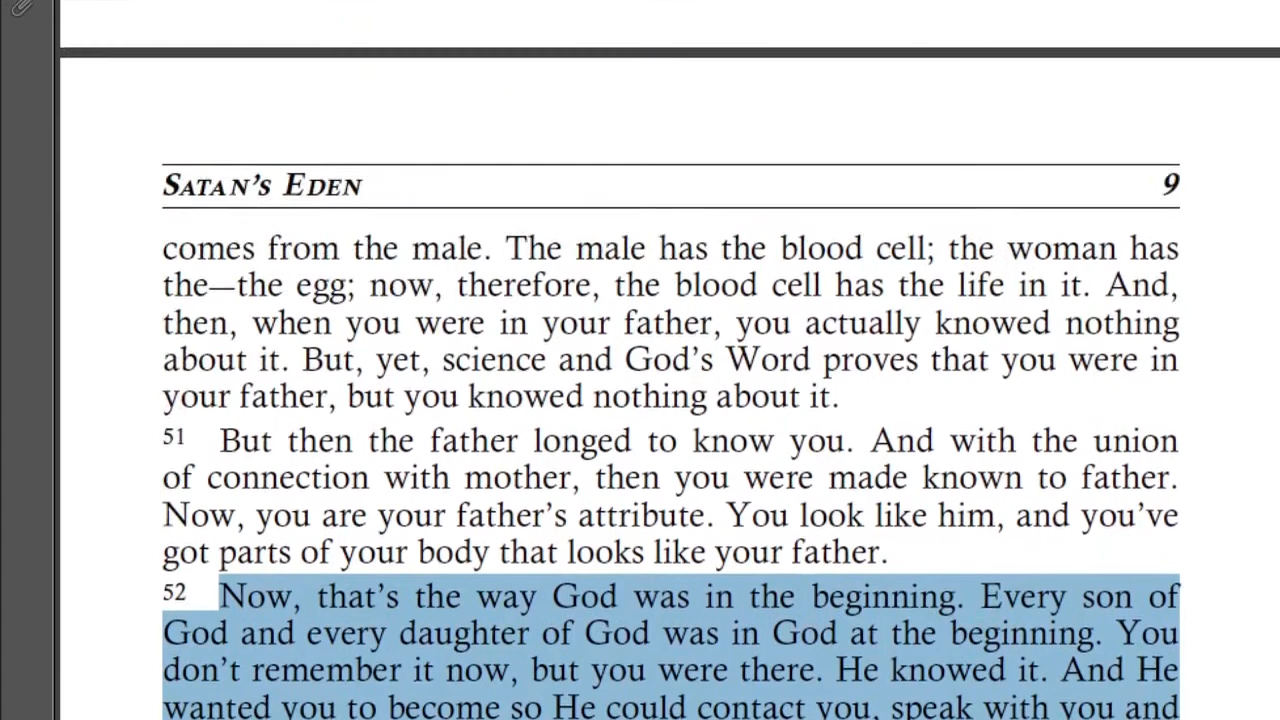 SATAN'S EDEN 9
comes from the male. The male has the blood cell; the woman has
the—the egg; now, therefore, the blood cell has the life in it. And,
then, when you were in your father, you actually knowed nothing
about it. But, yet, science and God's Word proves that you were in
your father, but you knowed nothing about it.
51 But then the father longed to know you. And with the union
of connection with mother, then you were made known to father.
Now, you are your father's attribute. You look like him, and you've
got parts of your body that looks like your father.
52 Now, that's the way God was in the beginning. Every son of
God and every daughter of God was in God at the beginning. You
don't remember it now, but you were there. He knowed it. And He
wanted you to become so He could contact you, speak with you and